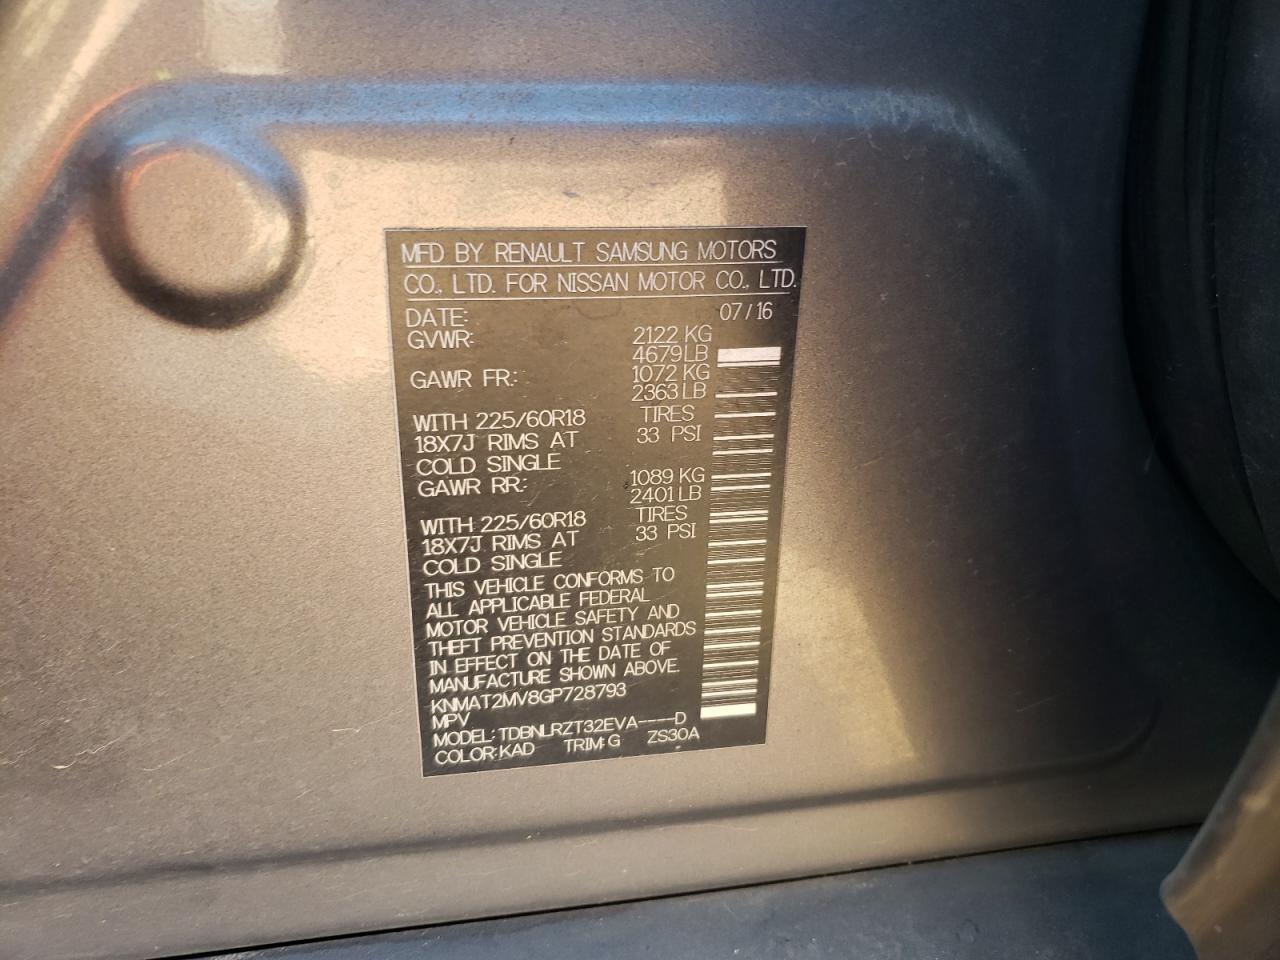 MFD BY RENAULT SAMSUNG MOTORS
CO., LTD. FOR NISSAN MOTOR CO., LTD.
DATE: 07/16
GVWR: 2122 KG
4679LB
GAWR FR.: 1072 KG
2363LB
WITH 225/60R18 TIRES
18X7J RIMS AT 33 PSI
COLD SINGLE
GAWR RR.: 1089 KG
2401LB
WITH 225/60R18 TIRES
18X7J RIMS AT 33 PSI
COLD SINGLE
THIS VEHICLE CONFORMS TO
ALL APPLICABLE FEDERAL
MOTOR VEHICLE SAFETY AND
THEFT PREVENTION STANDARDS
IN EFFECT ON THE DATE OF
MANUFACTURE SHOWN ABOVE.
KNMAT2MV8GP728793
MPV
MODEL: TDBNLRZT32EVA----D
COLOR:KAD TRIM:G ZS30A